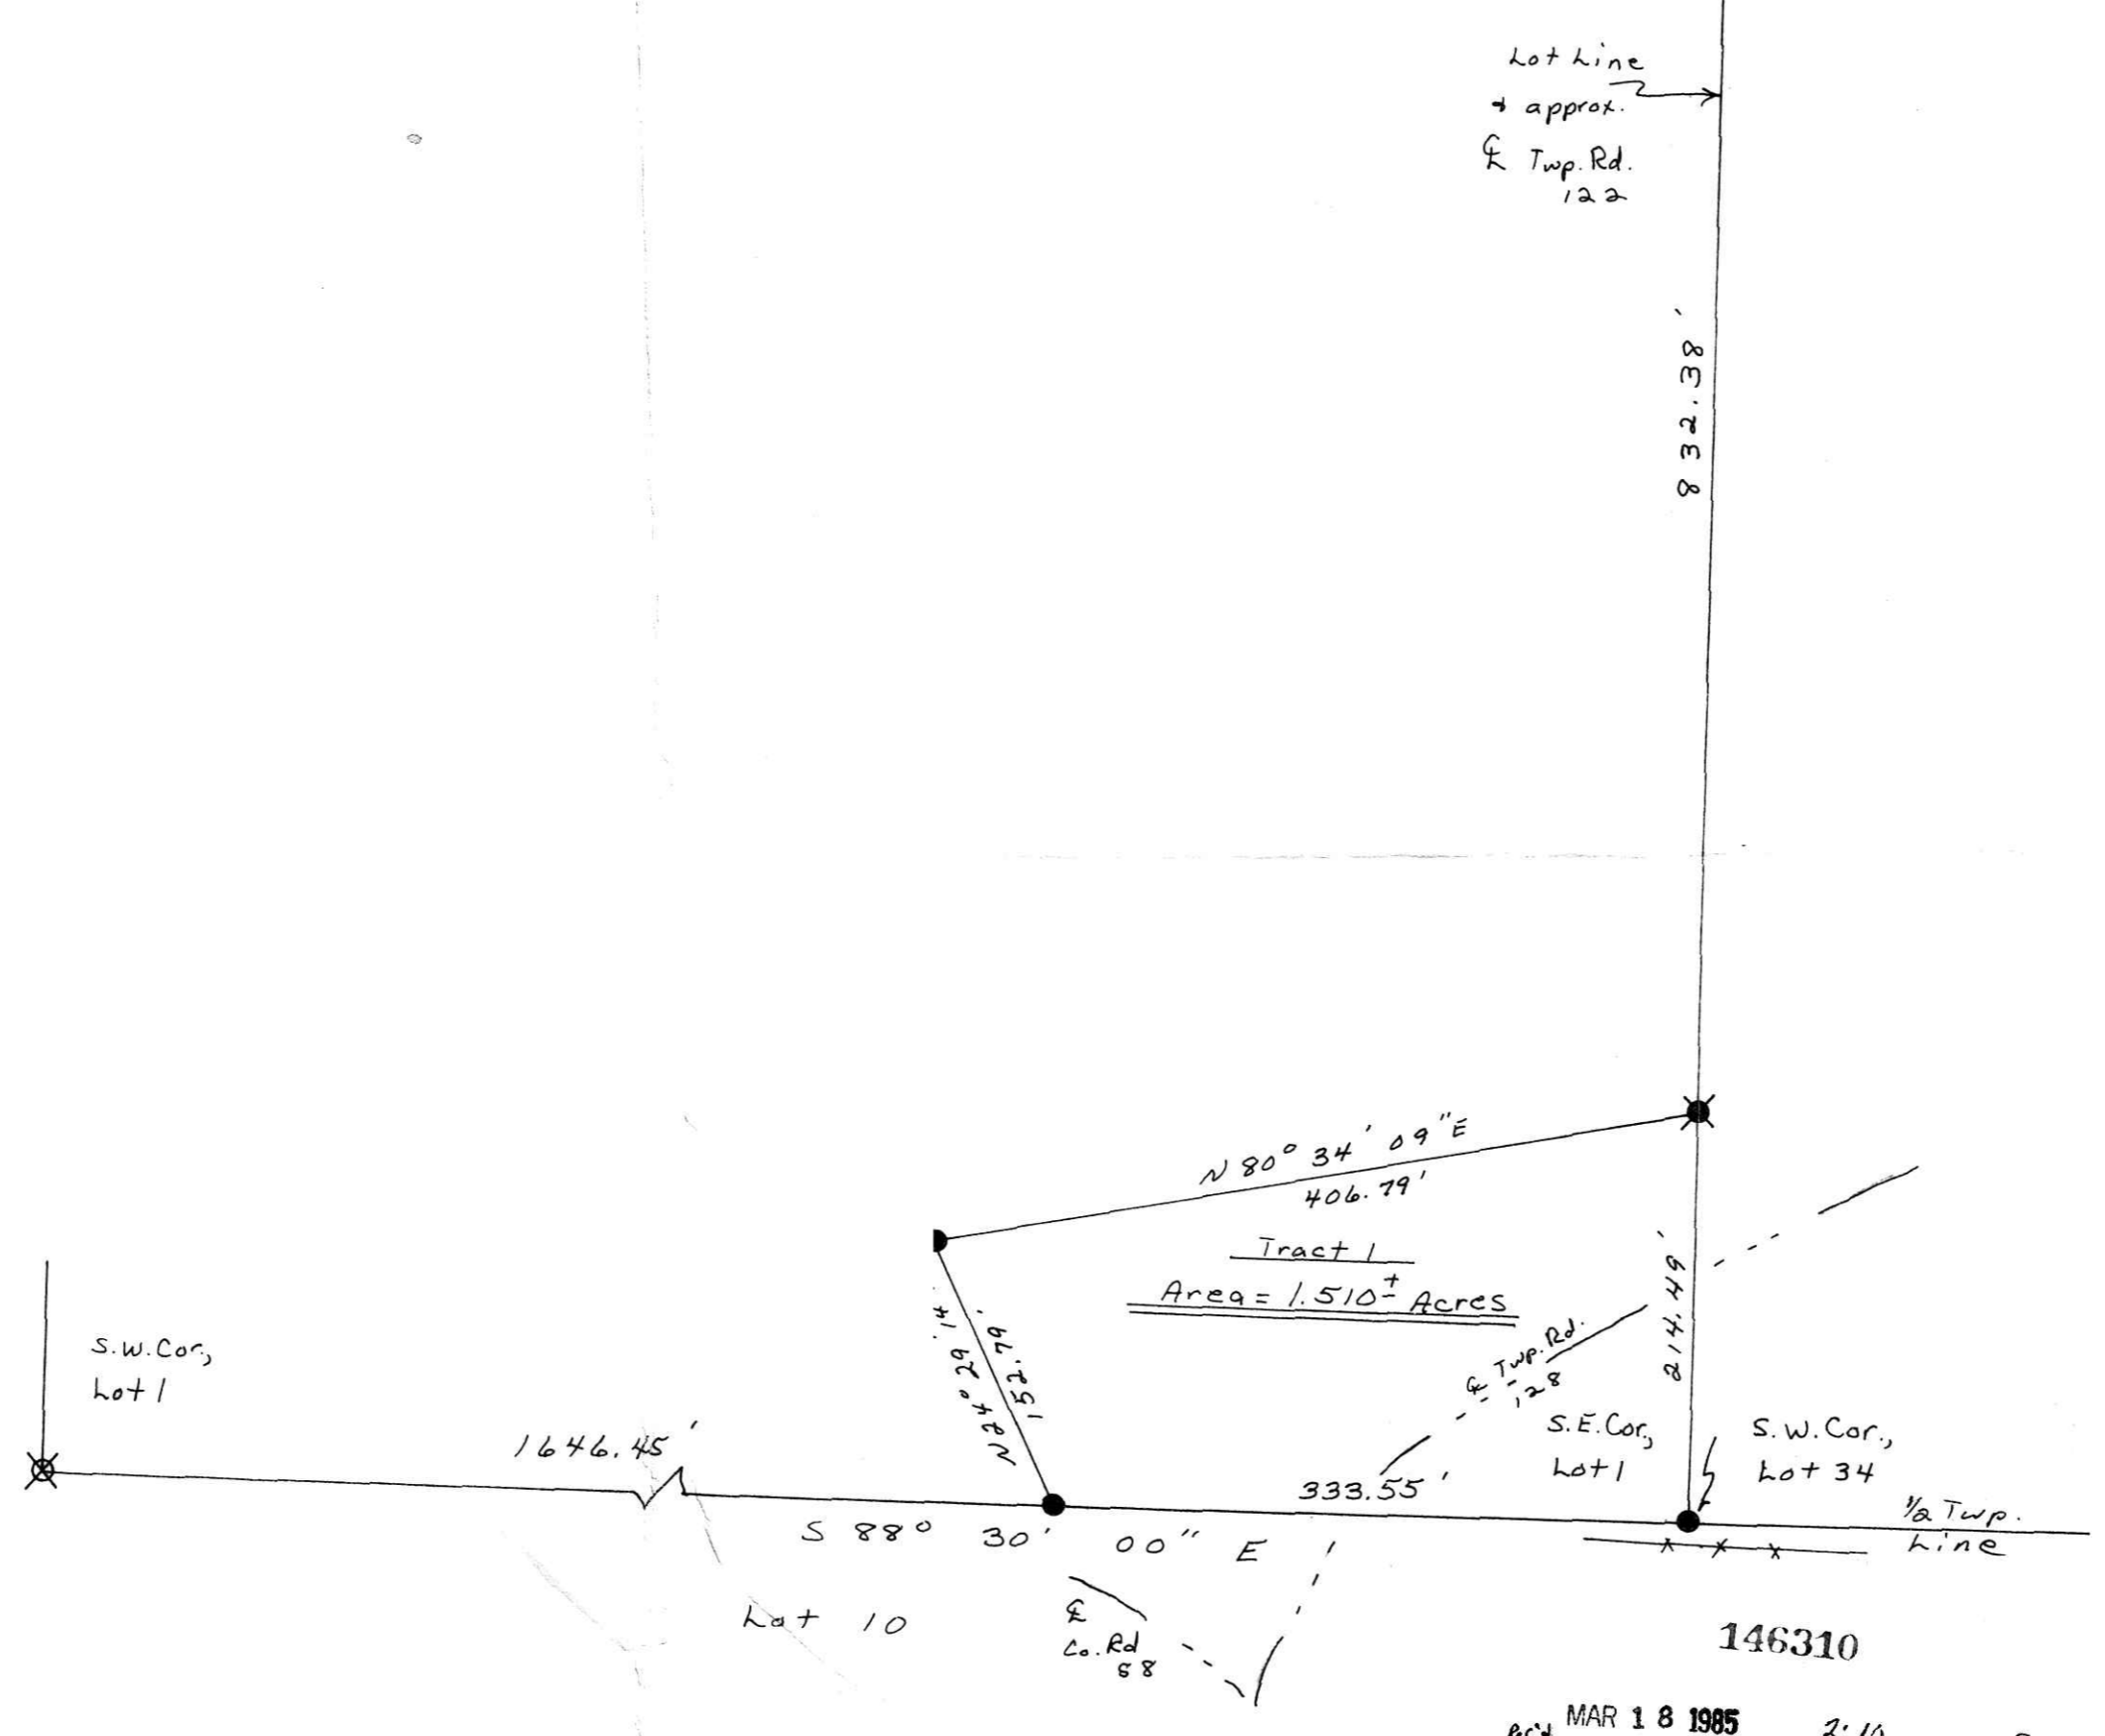 Lot Line
& approx.
℄ Twp. Rd.
122
832.38'
N 80° 34' 09" E
406.79'
Tract 1
Area = 1.510± Acres
N 24° 29' 14
152.79'
214.49'
℄ Twp. Rd.
128
S.W. Cor.,
Lot 1
1646.45'
S.E. Cor.,
Lot 1
S.W. Cor.,
Lot 34
333.55'
S 88° 30' 00" E
1/2 Twp.
Line
Lot 10
℄
Co. Rd
58
146310
Rec'd MAR 18 1985